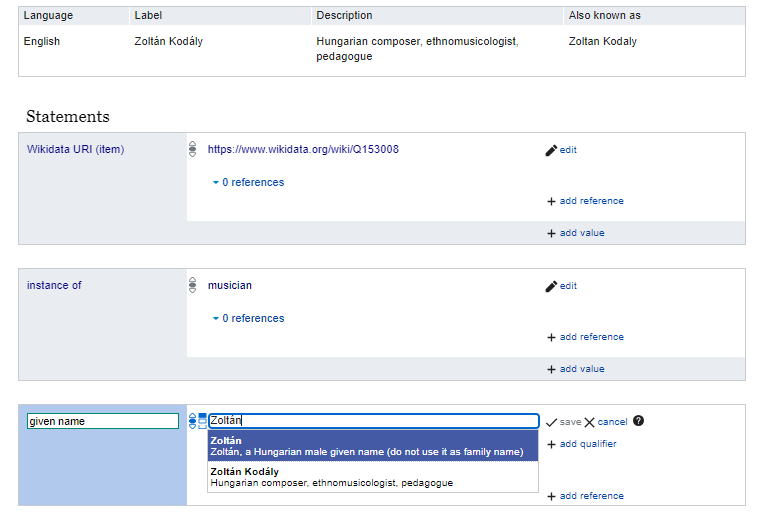 Language Label Description Also known as
English Zoltán Kodály Hungarian composer, ethnomusicologist, Zoltan Kodaly
pedagogue
Statements
Wikidata URI (item) https://www.wikidata.org/wiki/Q153008 edit
0 references
+ add reference
+ add value
instance of musician edit
0 references
+ add reference
+ add value
given name Zoltán save cancel ?
Zoltán + add qualifier
Zoltán, a Hungarian male given name (do not use it as family name)
Zoltán Kodály
Hungarian composer, ethnomusicologist, pedagogue
+ add reference